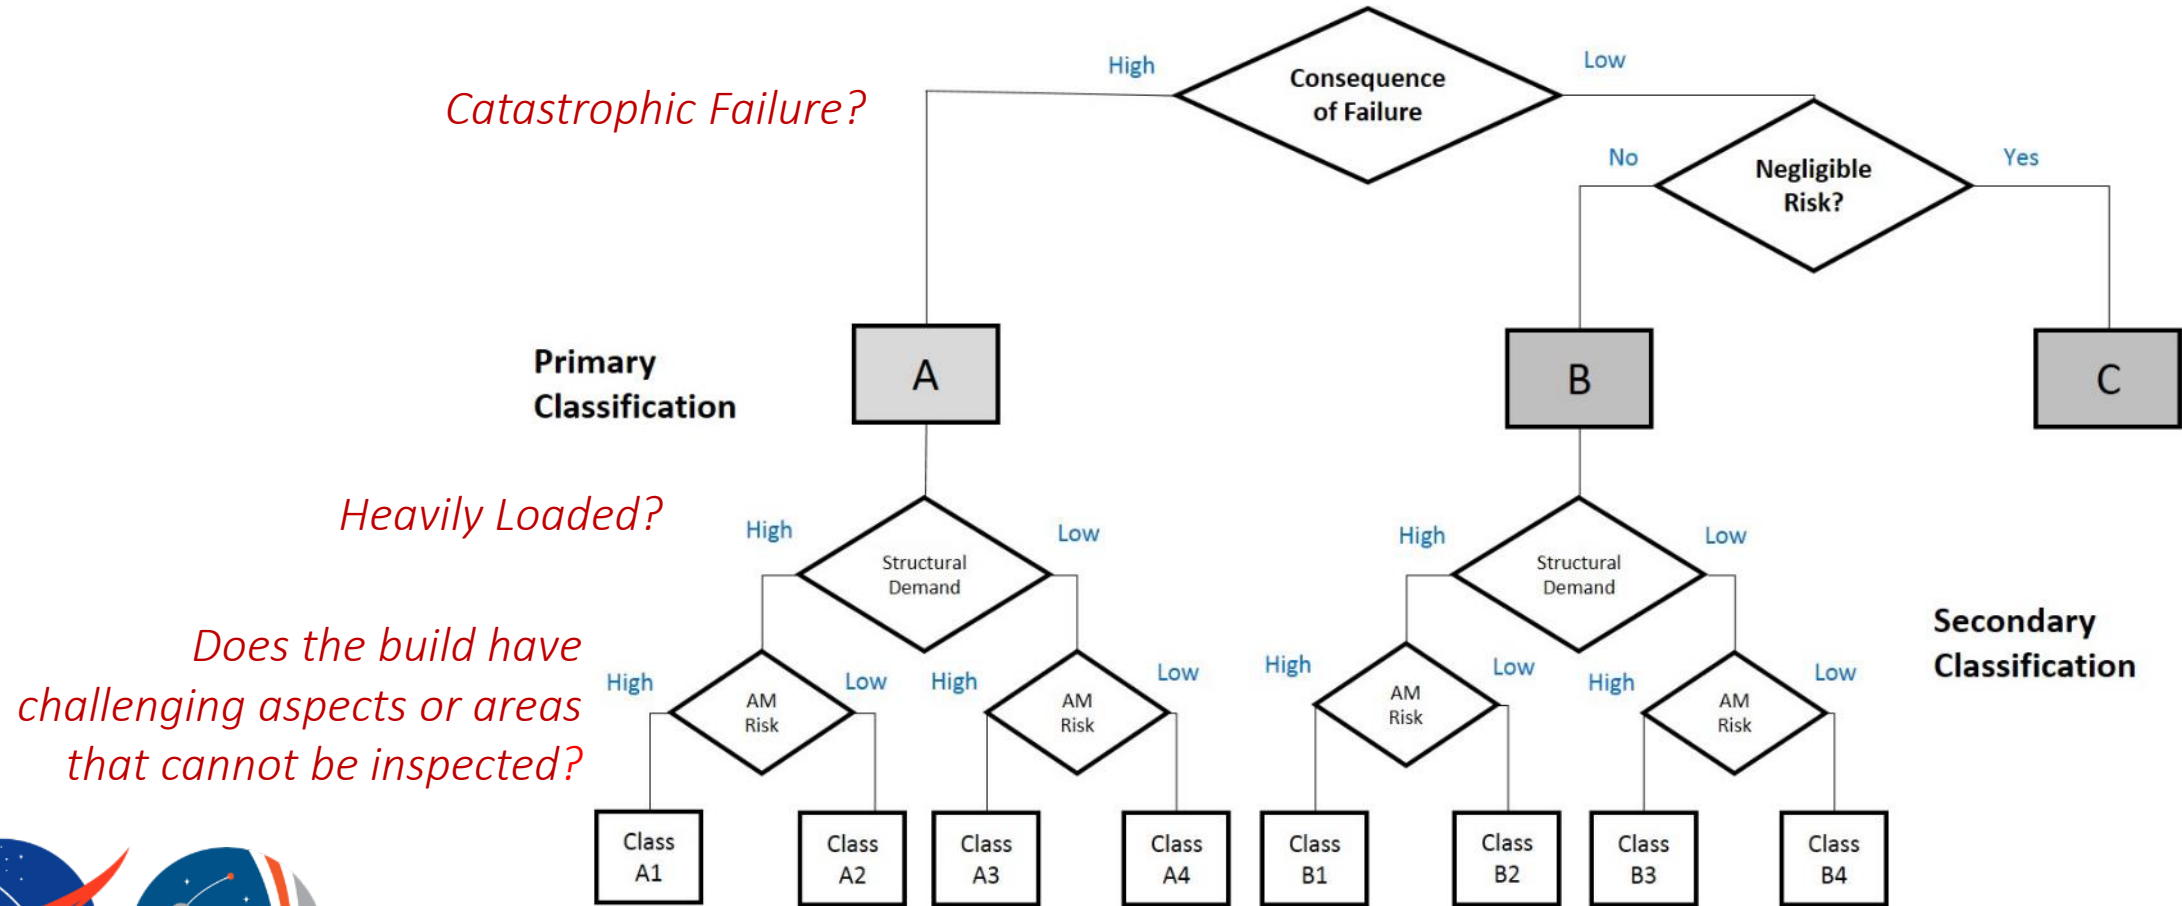 High
Consequence
of Failure
Low
Catastrophic Failure?
No
Negligible
Risk?
Yes
Primary
Classification
A
B
C
Heavily Loaded?
High
Structural
Demand
Low
High
Structural
Demand
Low
Does the build have
challenging aspects or areas
that cannot be inspected?
High
AM
Risk
Low
High
AM
Risk
Low
High
AM
Risk
Low
High
AM
Risk
Low
Secondary
Classification
Class
A1
Class
A2
Class
A3
Class
A4
Class
B1
Class
B2
Class
B3
Class
B4